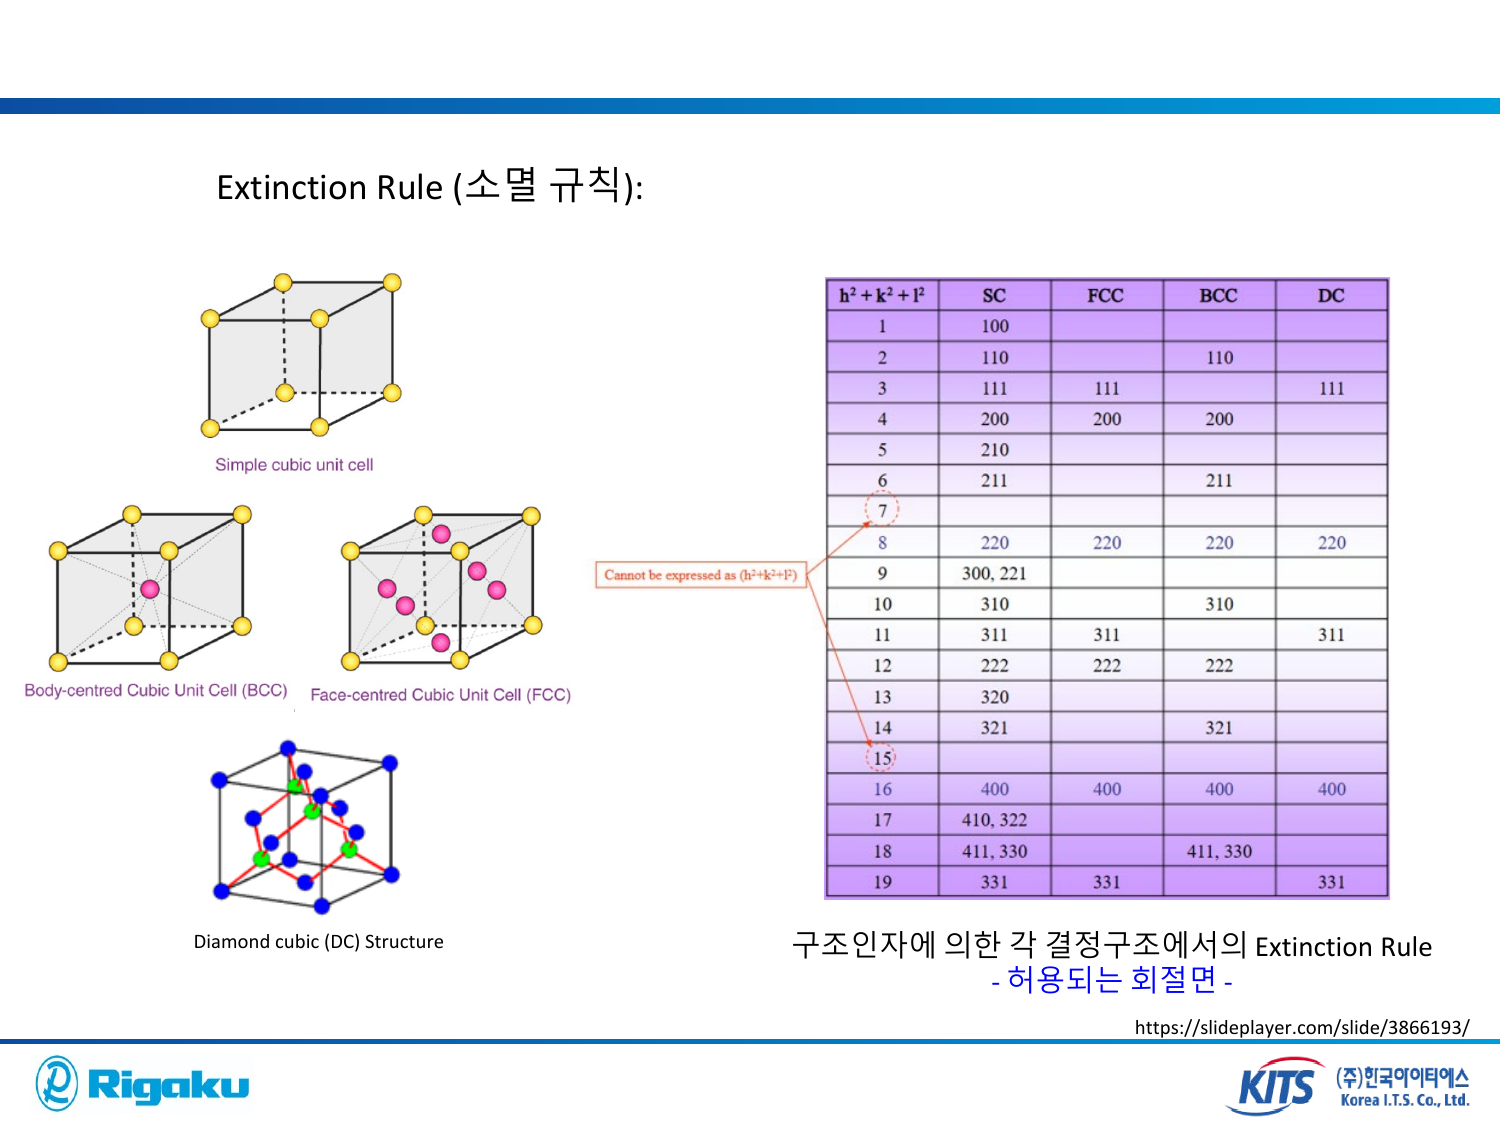 Extinction Rule (소멸 규칙):
Simple cubic unit cell
Body-centred Cubic Unit Cell (BCC)
Face-centred Cubic Unit Cell (FCC)
Diamond cubic (DC) Structure
Cannot be expressed as (h²+k²+l²)
h² + k² + l² SC FCC BCC DC
1 100
2 110 110
3 111 111 111
4 200 200 200
5 210
6 211 211
7
8 220 220 220 220
9 300, 221
10 310 310
11 311 311 311
12 222 222 222
13 320
14 321 321
15
16 400 400 400 400
17 410, 322
18 411, 330 411, 330
19 331 331 331
구조인자에 의한 각 결정구조에서의 Extinction Rule
- 허용되는 회절면 -
https://slideplayer.com/slide/3866193/
Rigaku
KITS
(주)한국아이티에스
Korea I.T.S. Co., Ltd.